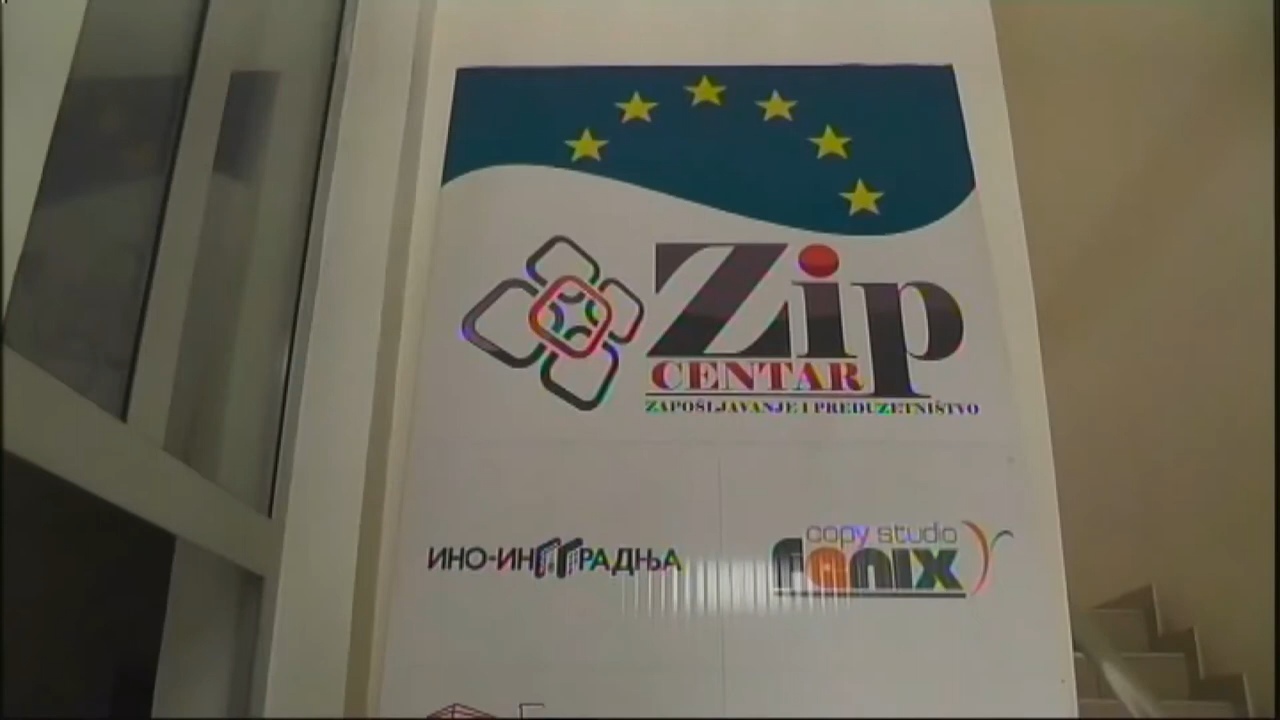 Zip
CENTAR
ZAPOŠLJAVANJE I PREDUZETNIŠTVO
ИНО-ИНГРАДЊА
copy studio
fenix